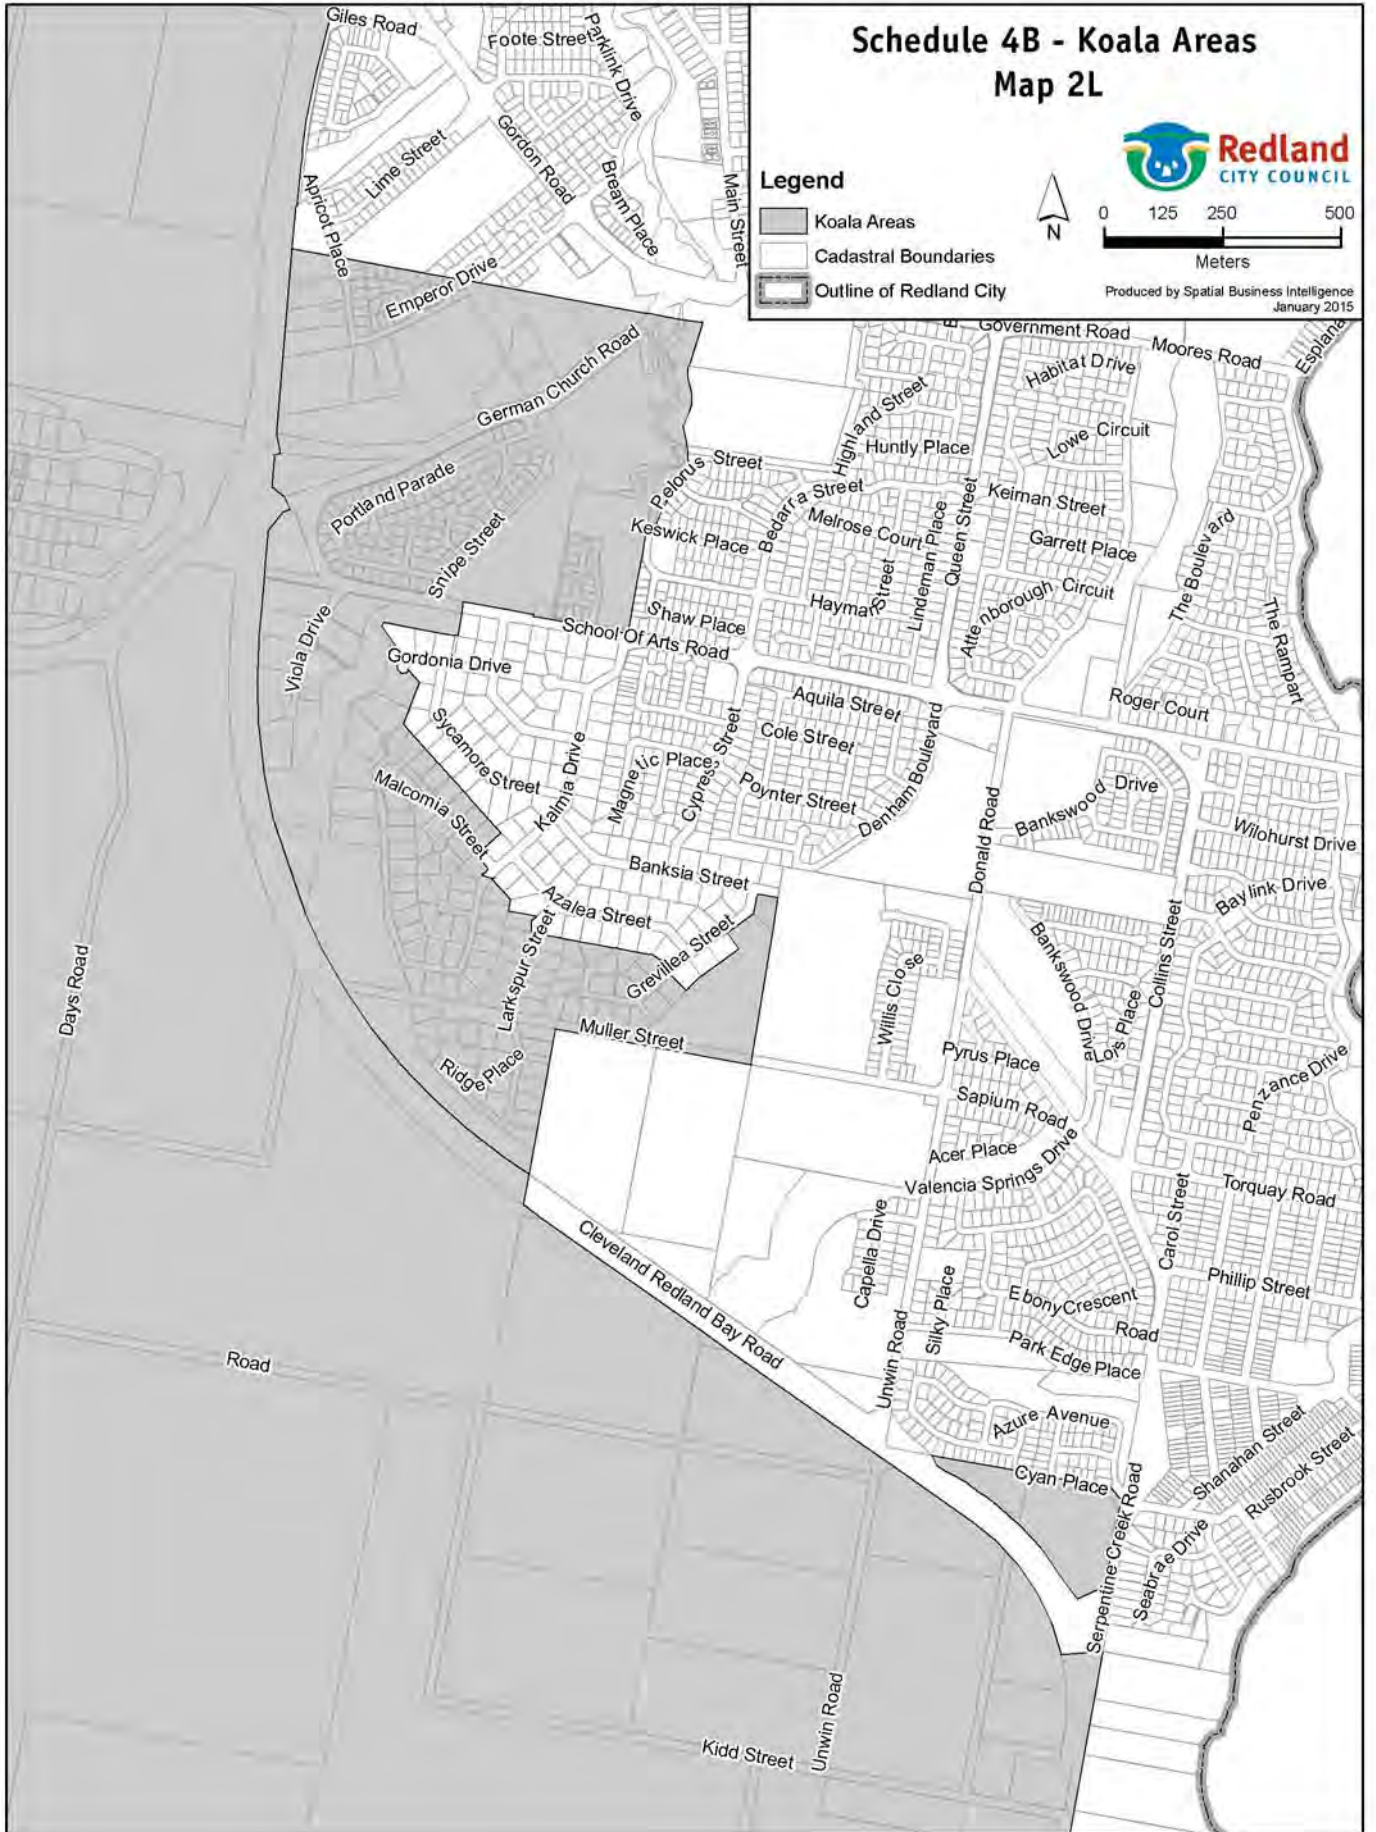 Schedule 4B - Koala Areas
Map 2L
Redland
CITY COUNCIL
Legend
Koala Areas
Cadastral Boundaries
Outline of Redland City
N
0 125 250 500
Meters
Produced by Spatial Business Intelligence
January 2015
Giles Road
Foote Street
Parklink Drive
Gordon Road
Lime Street
Bream Place
Main Street
Apricot Place
Emperor Drive
German Church Road
Government Road
Moores Road
Esplana
Habitat Drive
Highland Street
Lowe Circuit
Huntly Place
Pelorus Street
Portland Parade
Bedarra Street
Keirnan Street
Melrose Court
Keswick Place
Lindeman Place
Queen Street
Garrett Place
The Boulevard
Snipe Street
Hayman Street
Attenborough Circuit
Shaw Place
The Rampart
School Of Arts Road
Viola Drive
Gordonia Drive
Aquila Street
Roger Court
Sycamore Street
Cole Street
Kalmia Drive
Magnetic Place
Cypress Street
Poynter Street
Denham Boulevard
Donald Road
Bankswood Drive
Malcomia Street
Wilohurst Drive
Banksia Street
Baylink Drive
Azalea Street
Grevillea Street
Larkspur Street
Collins Street
Bankswood Drive
Willis Close
Lois Place
Days Road
Muller Street
Ridge Place
Pyrus Place
Penzance Drive
Sapium Road
Acer Place
Valencia Springs Drive
Torquay Road
Carol Street
Capella Drive
Cleveland Redland Bay Road
Silky Place
Phillip Street
Ebony Crescent
Road
Unwin Road
Park Edge Place
Road
Azure Avenue
Shanahan Street
Cyan Place
Rusbrook Street
Serpentine Creek Road
Seabrae Drive
Unwin Road
Kidd Street